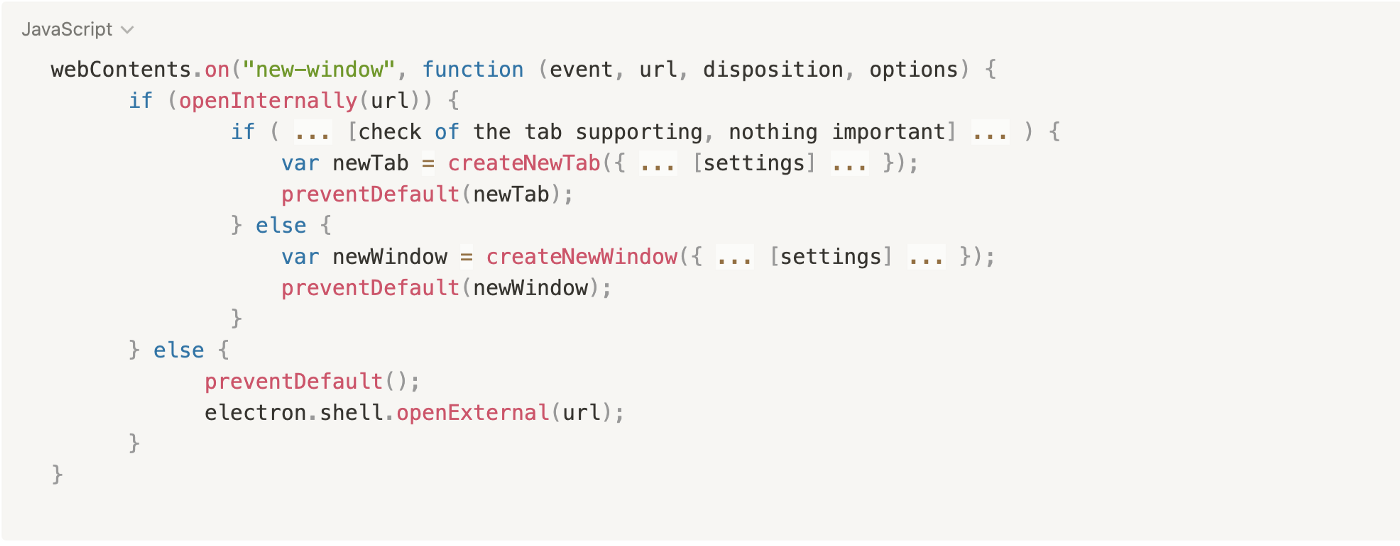 JavaScript
webContents.on("new-window", function (event, url, disposition, options) {
if (openInternally(url)) {
if ( ... [check of the tab supporting, nothing important] ... ) {
var newTab = createNewTab({ ... [settings] ... });
preventDefault(newTab);
} else {
var newWindow = createNewWindow({ ... [settings] ... });
preventDefault(newWindow);
}
} else {
preventDefault();
electron.shell.openExternal(url);
}
}